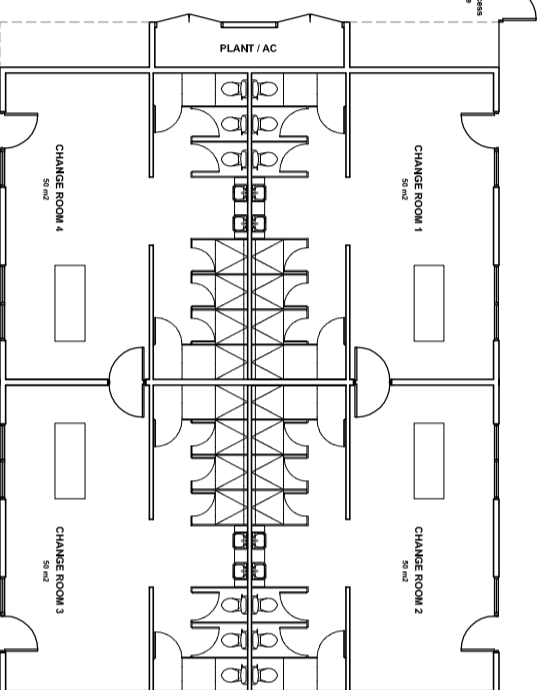 PLANT / AC
CHANGE ROOM 4
50 m2
CHANGE ROOM 1
50 m2
CHANGE ROOM 3
50 m2
CHANGE ROOM 2
50 m2